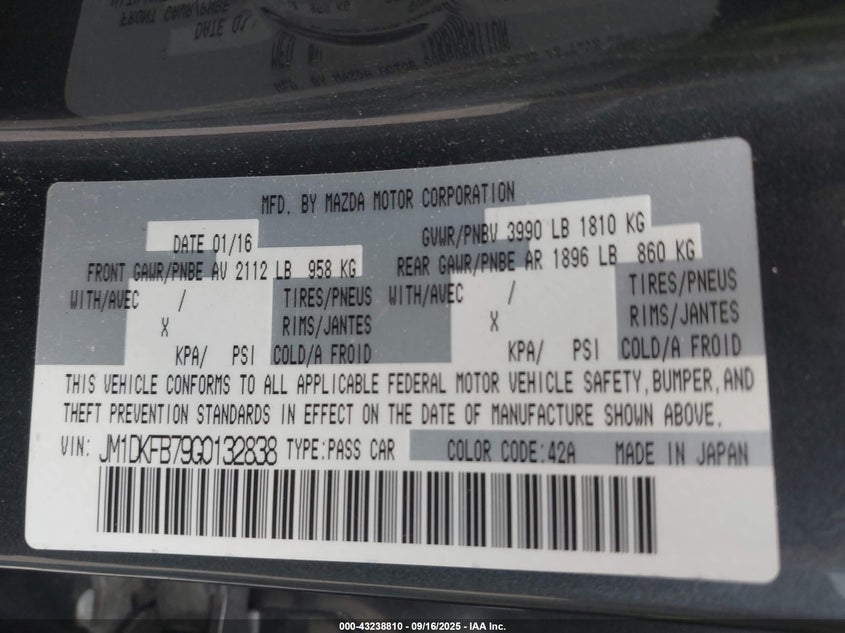 MFD. BY MAZDA MOTOR CORPORATION
DATE 01/16 GVWR/PNBV 3990 LB 1810 KG
FRONT GAWR/PNBE AV 2112 LB 958 KG REAR GAWR/PNBE AR 1896 LB 860 KG
WITH/AVEC / TIRES/PNEUS WITH/AVEC / TIRES/PNEUS
X RIMS/JANTES X RIMS/JANTES
KPA/ PSI COLD/A FROID KPA/ PSI COLD/A FROID
THIS VEHICLE CONFORMS TO ALL APPLICABLE FEDERAL MOTOR VEHICLE SAFETY, BUMPER, AND
THEFT PREVENTION STANDARDS IN EFFECT ON THE DATE OF MANUFACTURE SHOWN ABOVE.
VIN: JM1DKFB79G0132838 TYPE:PASS CAR COLOR CODE:42A MADE IN JAPAN
000-43238810 - 09/16/2025 - IAA Inc.